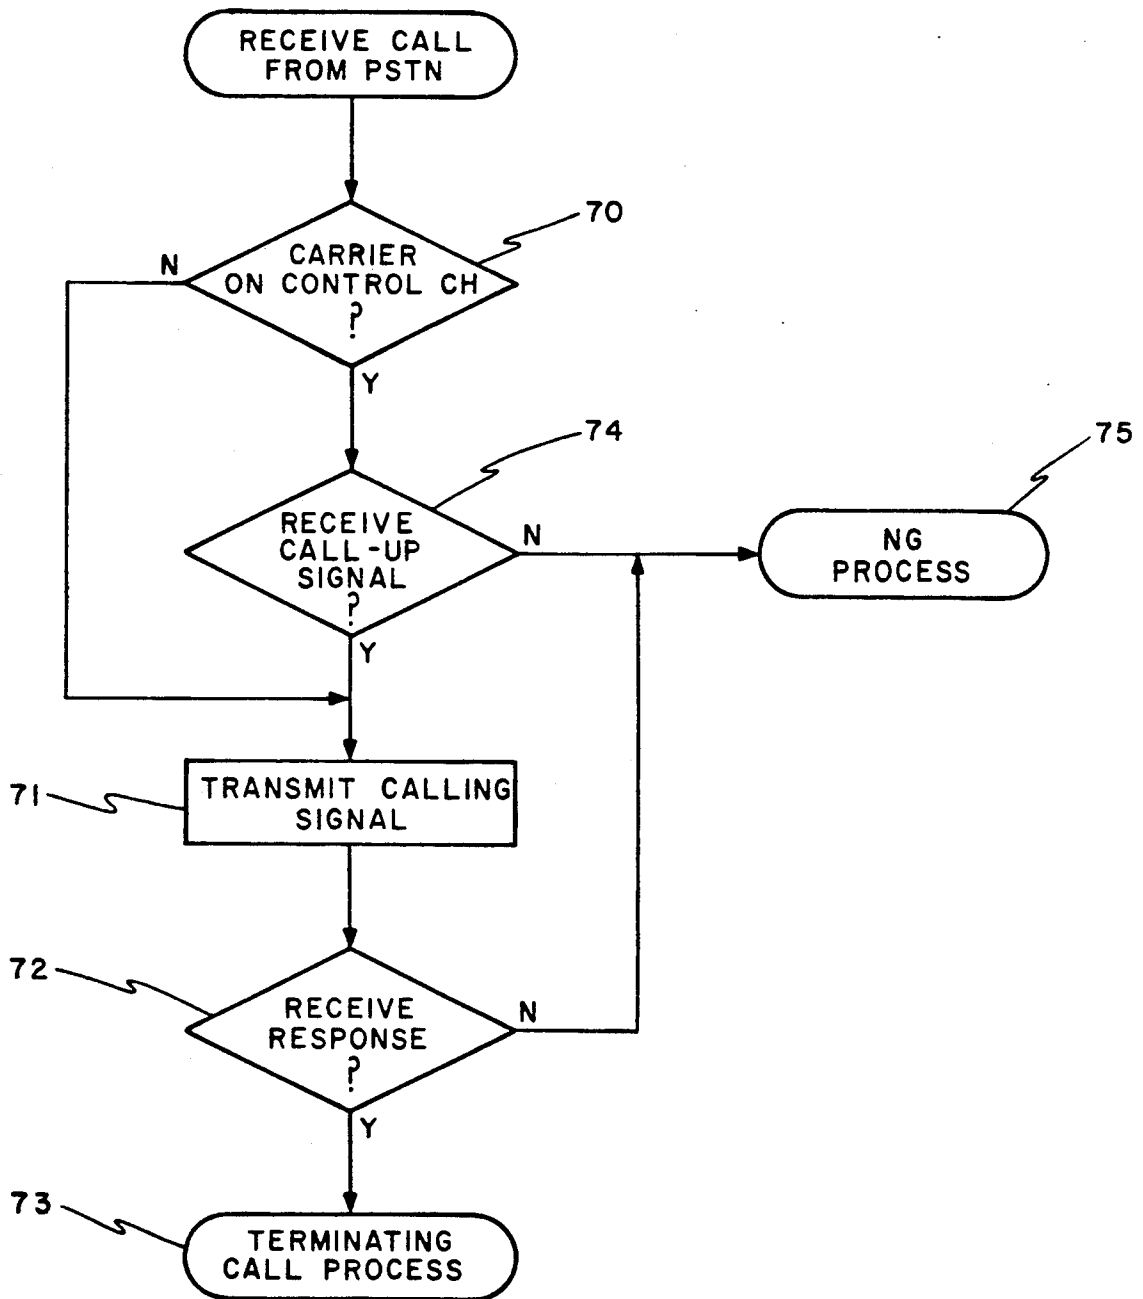 RECEIVE CALL
FROM PSTN
70
N
CARRIER
ON CONTROL CH
?
Y
74
75
RECEIVE
CALL-UP
SIGNAL
?
N
NG
PROCESS
Y
71
TRANSMIT CALLING
SIGNAL
72
RECEIVE
RESPONSE
?
N
Y
73
TERMINATING
CALL PROCESS